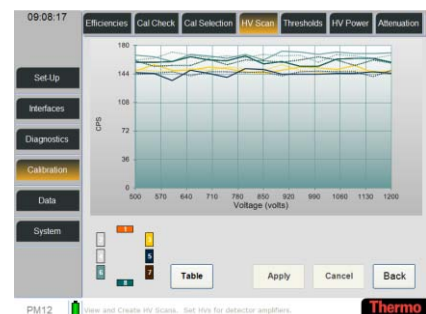 09:08:17
Efficiencies Cal Check Cal Selection HV Scan Thresholds HV Power Attenuation
Set-Up
Interfaces
Diagnostics
Calibration
Data
System
CPS
180
144
108
72
36
0
500 570 640 710 780 850 920 990 1060 1130 1200
Voltage (volts)
1
3
5
6 7
8
Table Apply Cancel Back
PM12 View and Create HV Scans. Set HVs for detector amplifiers. Thermo